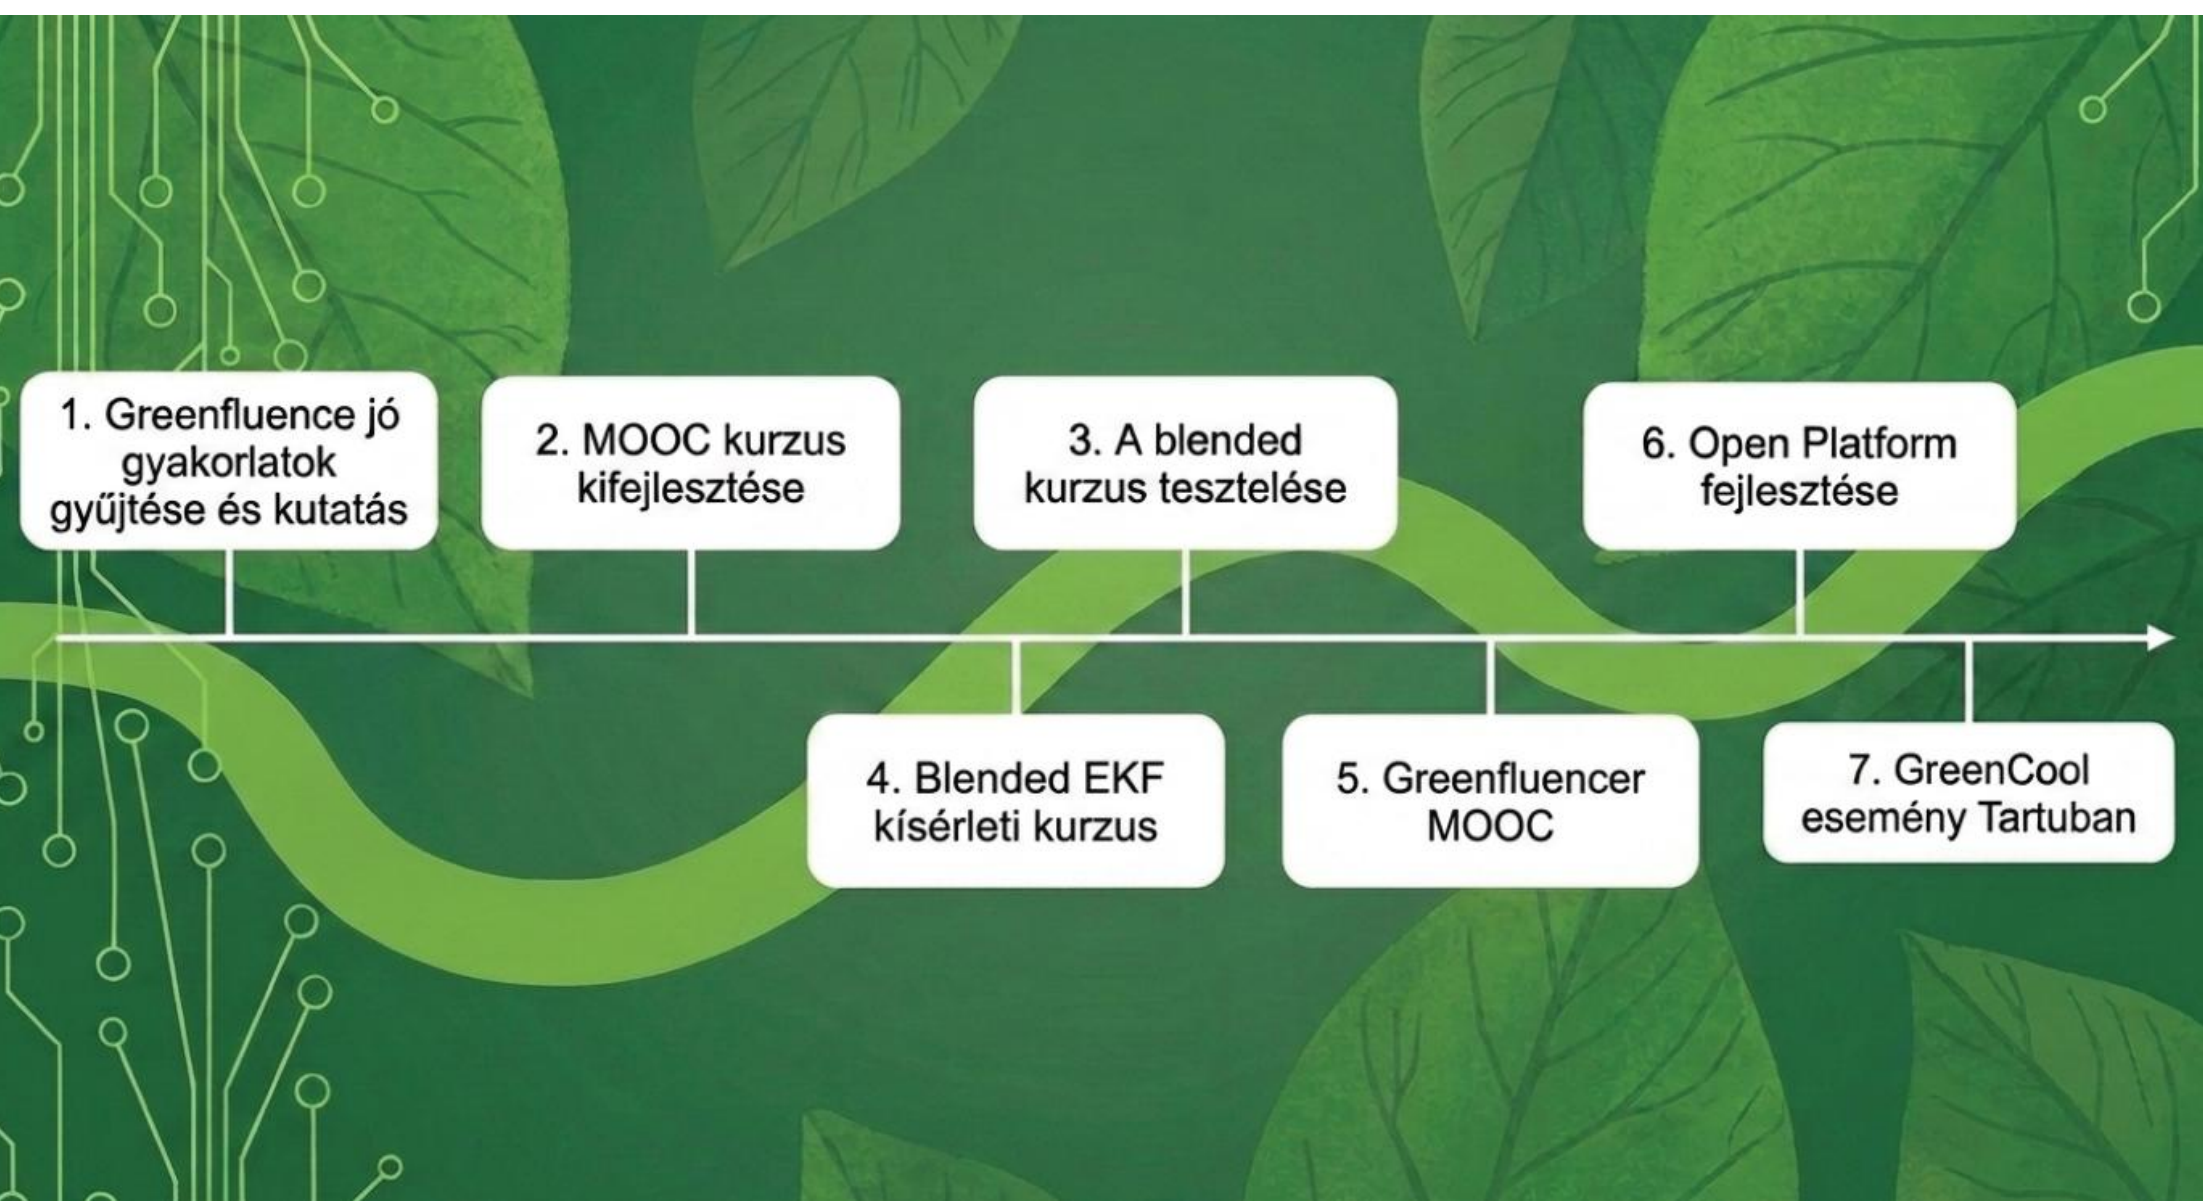 1. Greenfluence jó
gyakorlatok
gyűjtése és kutatás
2. MOOC kurzus
kifejlesztése
3. A blended
kurzus tesztelése
4. Blended EKF
kísérleti kurzus
5. Greenfluencer
MOOC
6. Open Platform
fejlesztése
7. GreenCool
esemény Tartuban